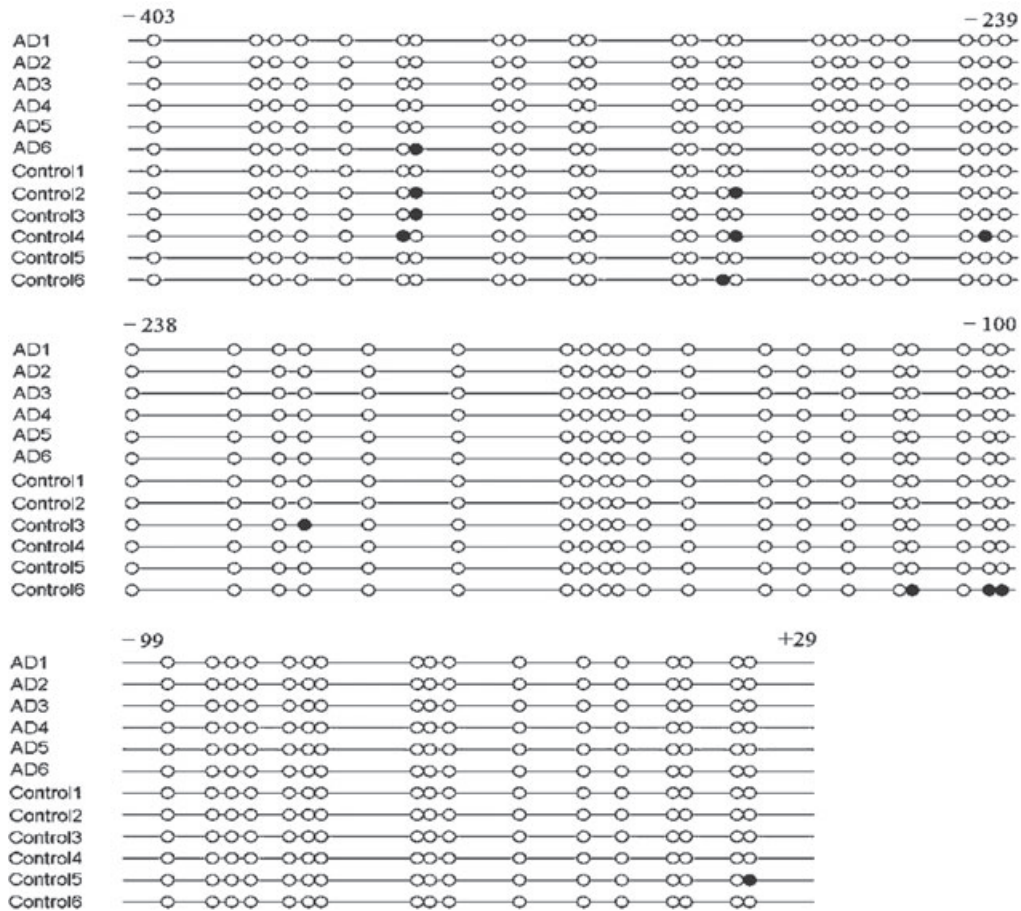 −403 −239
AD1
AD2
AD3
AD4
AD5
AD6
Control1
Control2
Control3
Control4
Control5
Control6
−238 −100
AD1
AD2
AD3
AD4
AD5
AD6
Control1
Control2
Control3
Control4
Control5
Control6
−99 +29
AD1
AD2
AD3
AD4
AD5
AD6
Control1
Control2
Control3
Control4
Control5
Control6